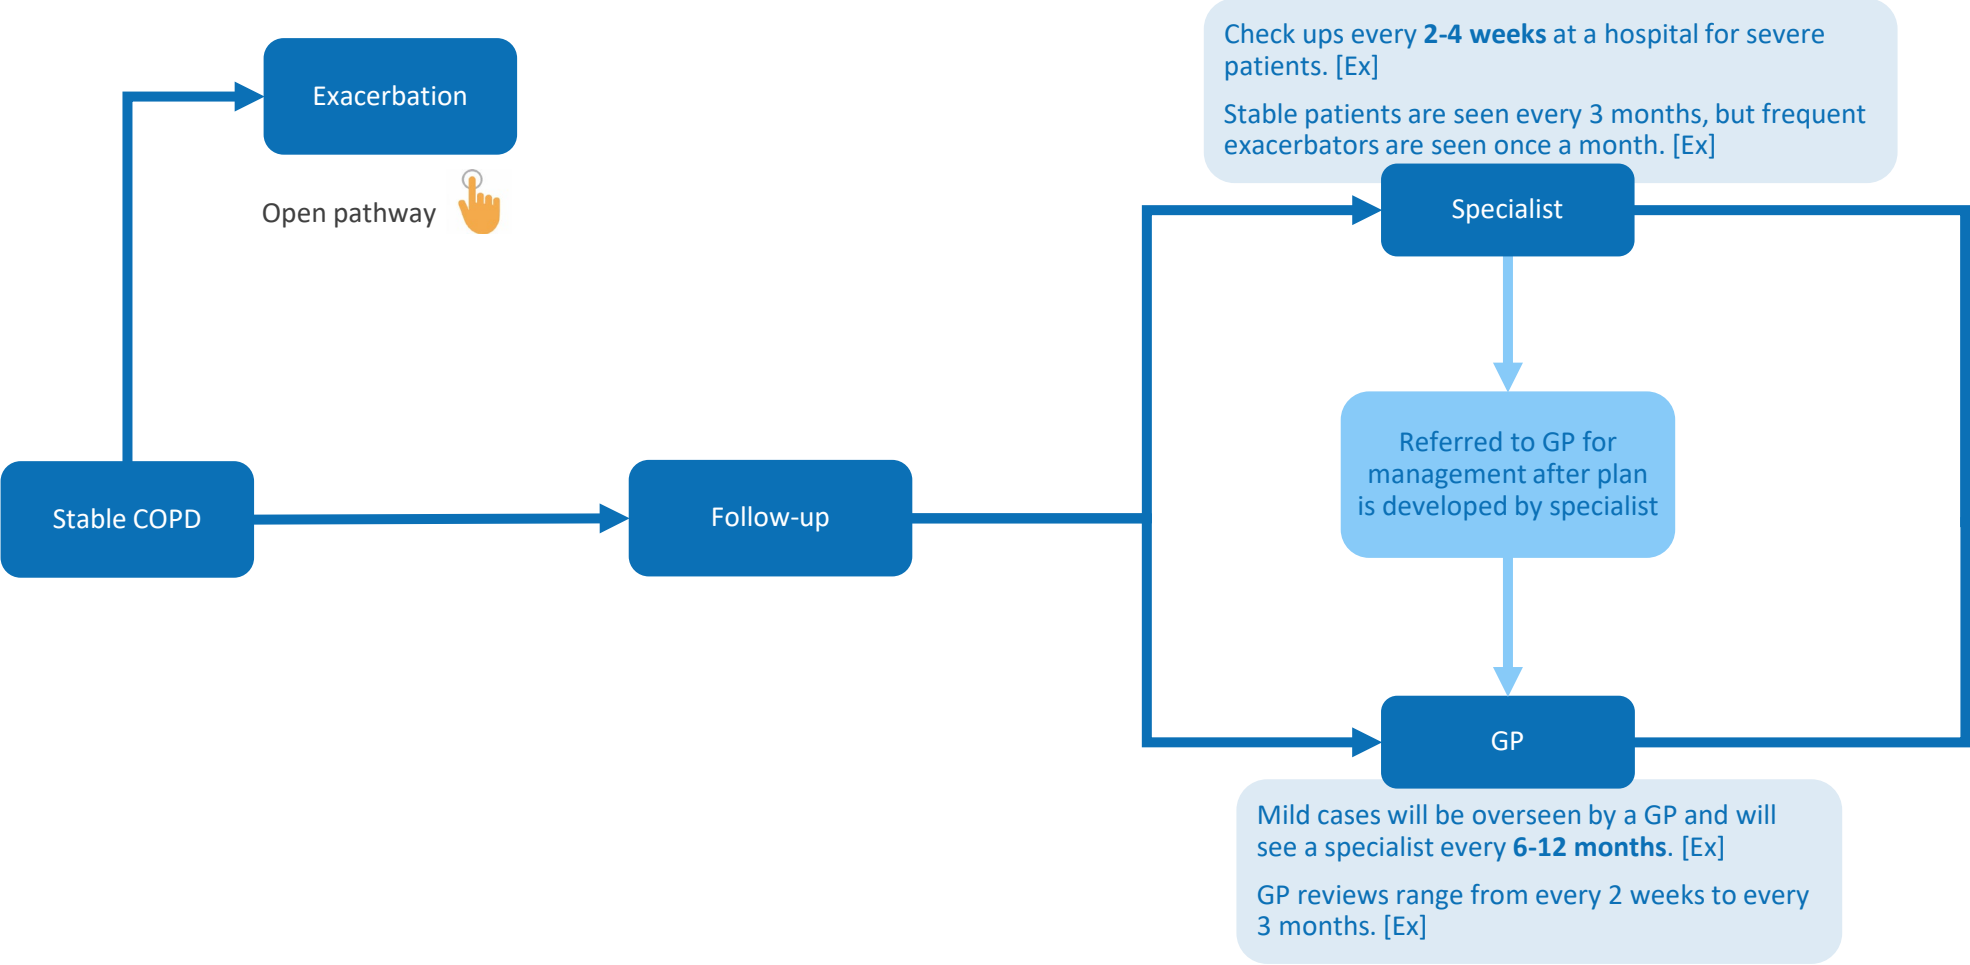 Check ups every 2-4 weeks at a hospital for severe
patients. [Ex]
Stable patients are seen every 3 months, but frequent
exacerbators are seen once a month. [Ex]
Exacerbation
Open pathway
Specialist
Referred to GP for
management after plan
is developed by specialist
Stable COPD
Follow-up
GP
Mild cases will be overseen by a GP and will
see a specialist every 6-12 months. [Ex]
GP reviews range from every 2 weeks to every
3 months. [Ex]